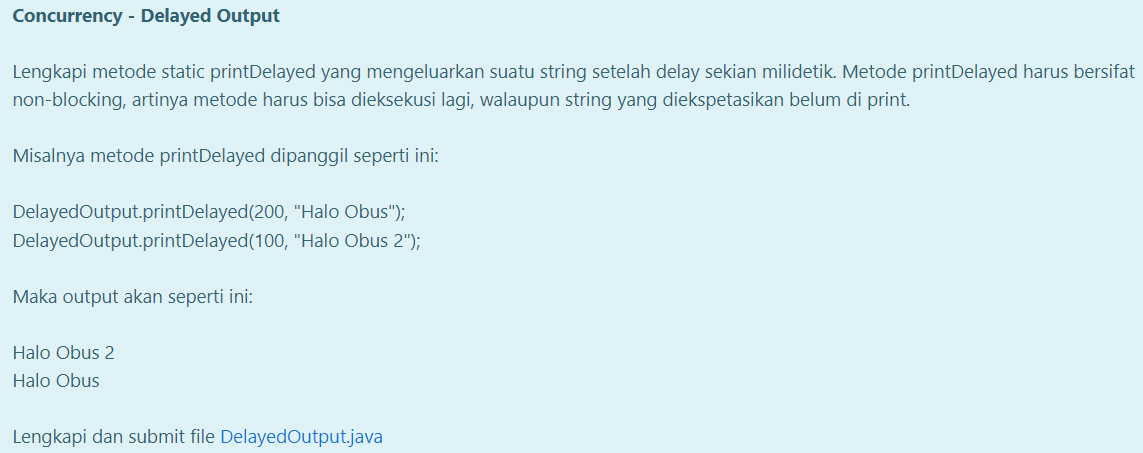 Concurrency - Delayed Output
Lengkapi metode static printDelayed yang mengeluarkan suatu string setelah delay sekian milidetik. Metode printDelayed harus bersifat
non-blocking, artinya metode harus bisa dieksekusi lagi, walaupun string yang diekspetasikan belum di print.
Misalnya metode printDelayed dipanggil seperti ini:
DelayedOutput.printDelayed(200, "Halo Obus");
DelayedOutput.printDelayed(100, "Halo Obus 2");
Maka output akan seperti ini:
Halo Obus 2
Halo Obus
Lengkapi dan submit file DelayedOutput.java